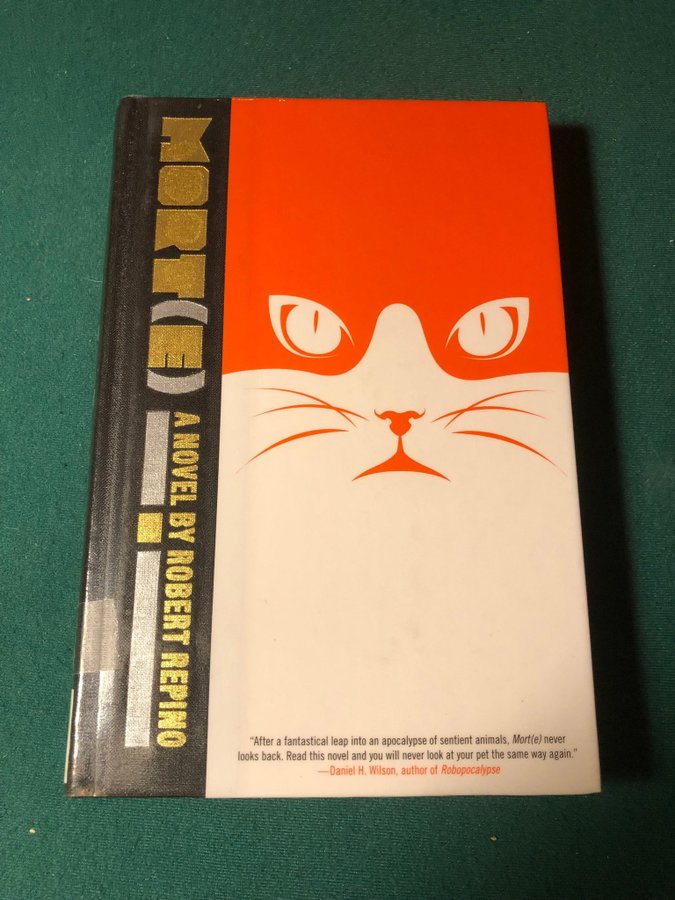 MORT(E)
A NOVEL BY ROBERT REPINO
"After a fantastical leap into an apocalypse of sentient animals, Mort(e) never
looks back. Read this novel and you will never look at your pet the same way again."
—Daniel H. Wilson, author of Robopocalypse